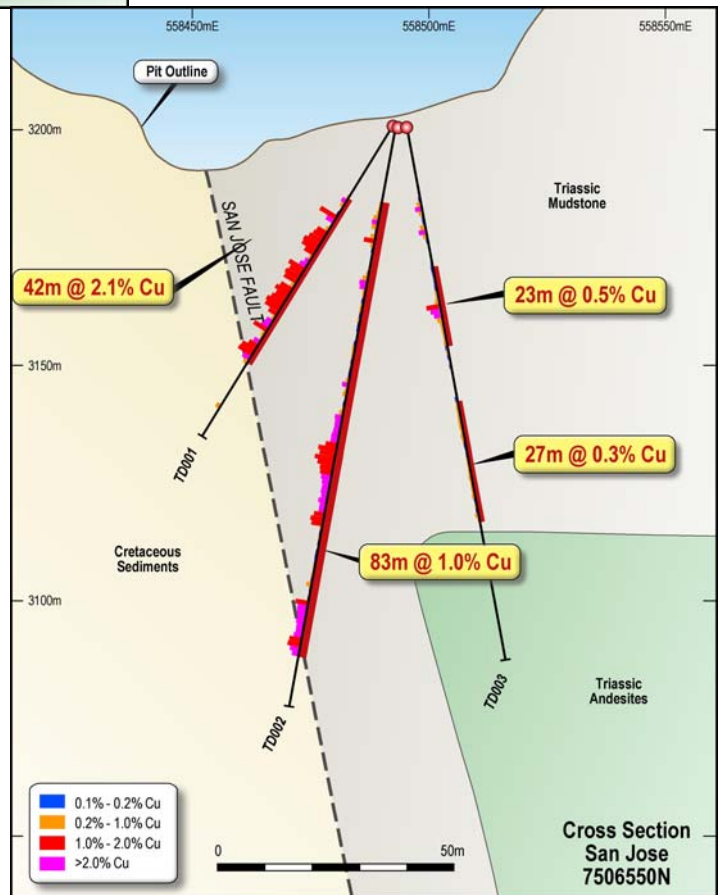 558450mE
558500mE
558550mE
Pit Outline
3200m
Triassic
Mudstone
SAN JOSE FAULT
42m @ 2.1% Cu
23m @ 0.5% Cu
3150m
TD001
27m @ 0.3% Cu
Cretaceous
Sediments
83m @ 1.0% Cu
3100m
TD003
Triassic
Andesites
TD002
0.1% - 0.2% Cu
0.2% - 1.0% Cu
1.0% - 2.0% Cu
>2.0% Cu
0
50m
Cross Section
San Jose
7506550N